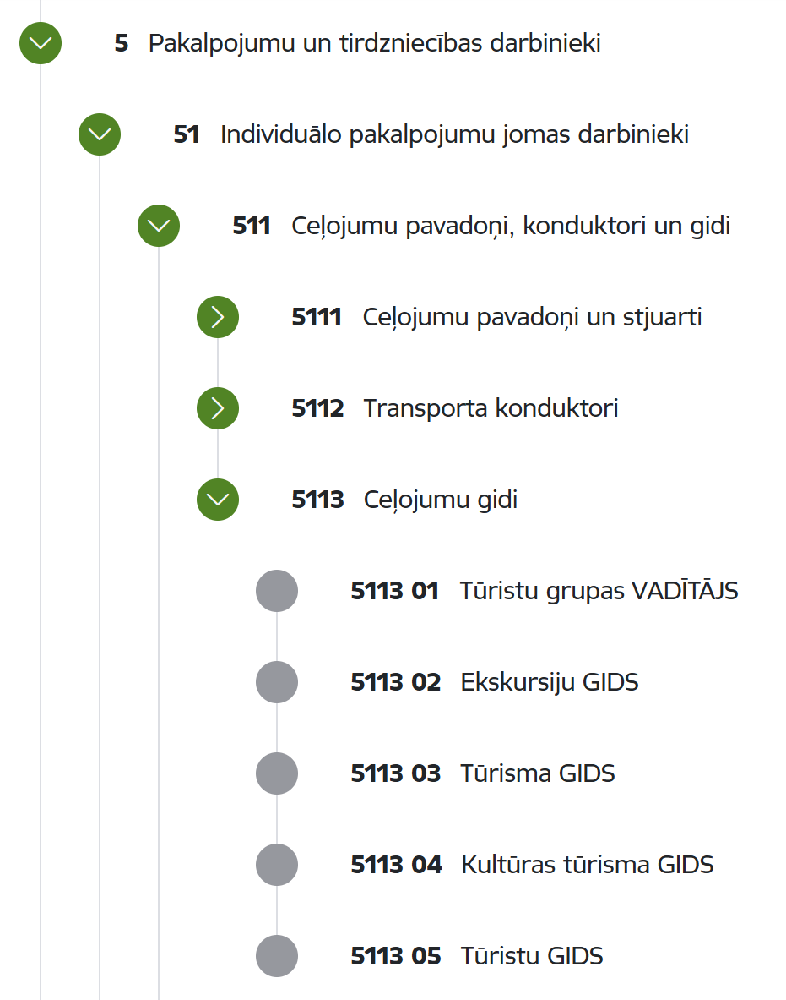 5 Pakalpojumu un tirdzniecības darbinieki
51 Individuālo pakalpojumu jomas darbinieki
511 Ceļojumu pavadoņi, konduktori un gidi
5111 Ceļojumu pavadoņi un stjuarti
5112 Transporta konduktori
5113 Ceļojumu gidi
5113 01 Tūristu grupas VADĪTĀJS
5113 02 Ekskursiju GIDS
5113 03 Tūrisma GIDS
5113 04 Kultūras tūrisma GIDS
5113 05 Tūristu GIDS